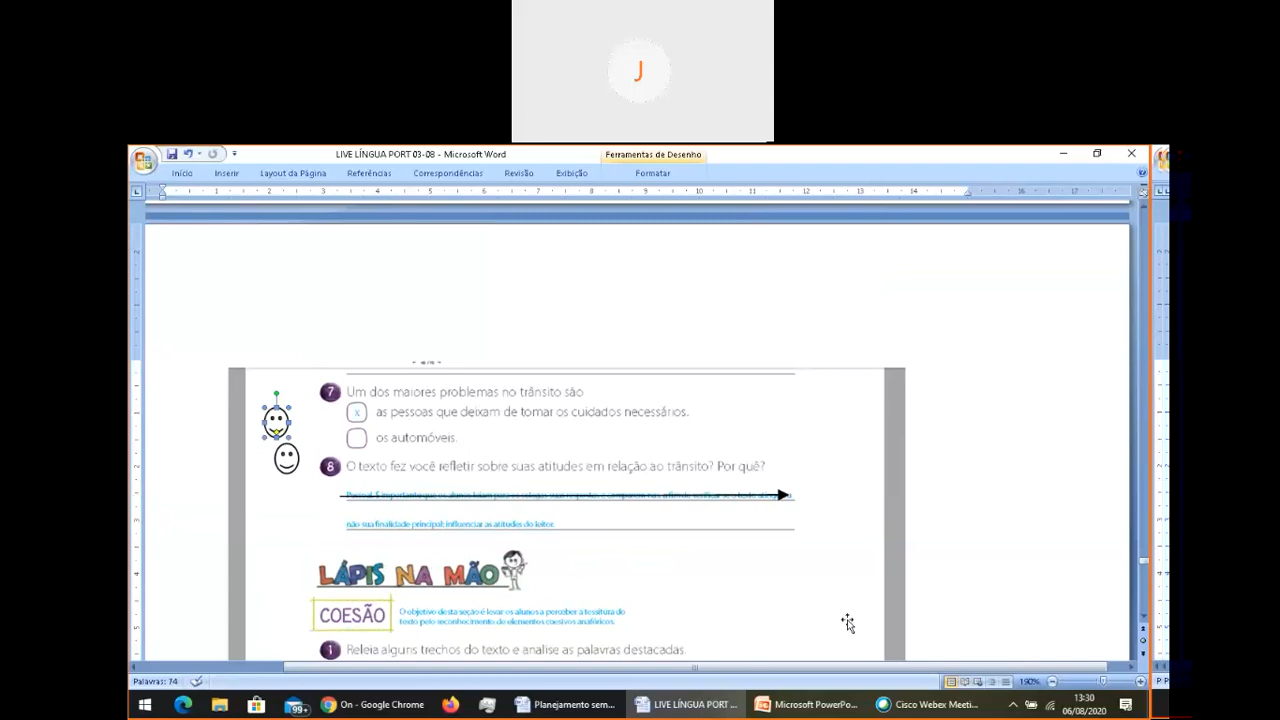 J
LIVE LÍNGUA PORT 03-08 - Microsoft Word
Ferramentas de Desenho
Início Inserir Layout da Página Referências Correspondências Revisão Exibição Formatar
7 Um dos maiores problemas no trânsito são
x as pessoas que deixam de tomar os cuidados necessários.
os automóveis.
8 O texto fez você refletir sobre suas atitudes em relação ao trânsito? Por quê?
não sua finalidade principal: influenciar as atitudes do leitor.
LÁPIS NA MÃO
COESÃO
O objetivo desta seção é levar os alunos a perceber a tessitura do
texto pelo reconhecimento de elementos coesivos anafóricos.
1 Releia alguns trechos do texto e analise as palavras destacadas.
Palavras: 74
190%
99+
On - Google Chrome
Planejamento sem...
LIVE LÍNGUA PORT ...
Microsoft PowerPo...
Cisco Webex Meeti...
13:30
06/08/2020